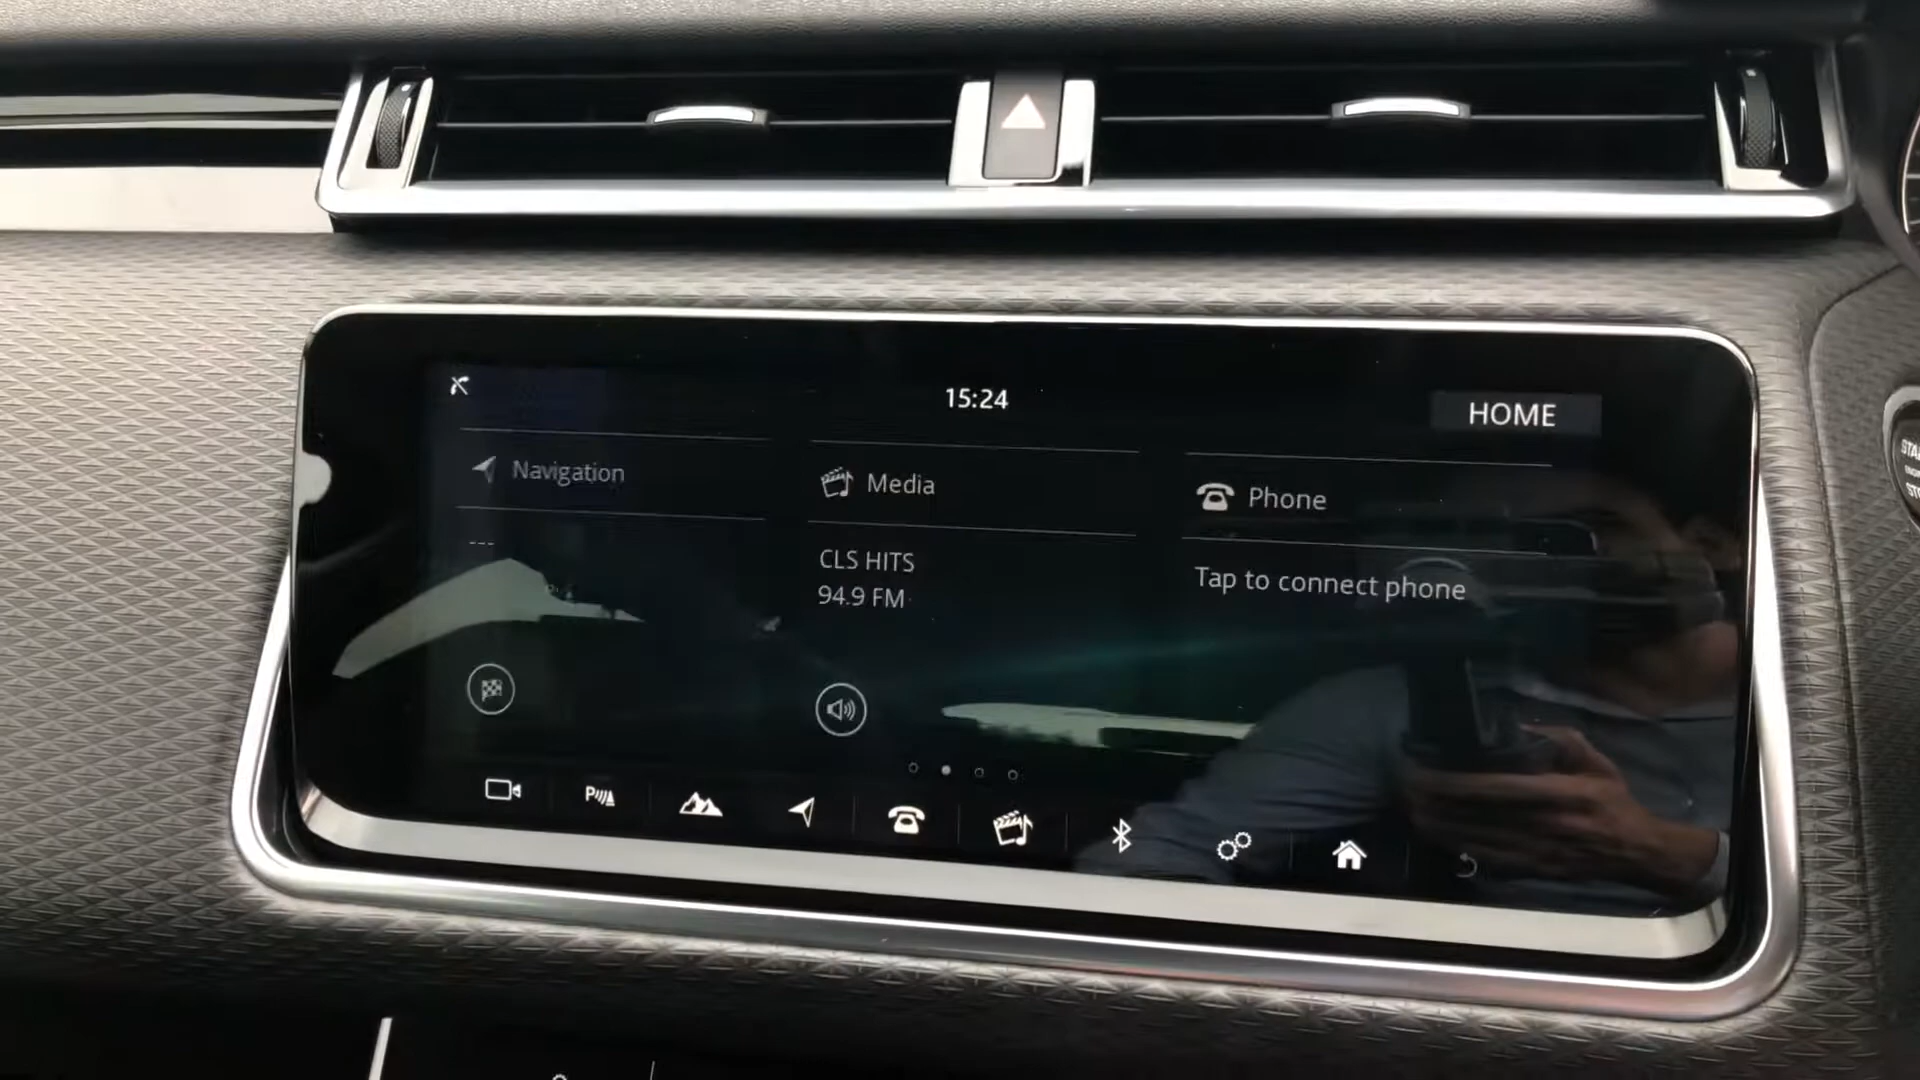 15:24
HOME
Navigation
Media
Phone
---
CLS HITS
94.9 FM
Tap to connect phone
P